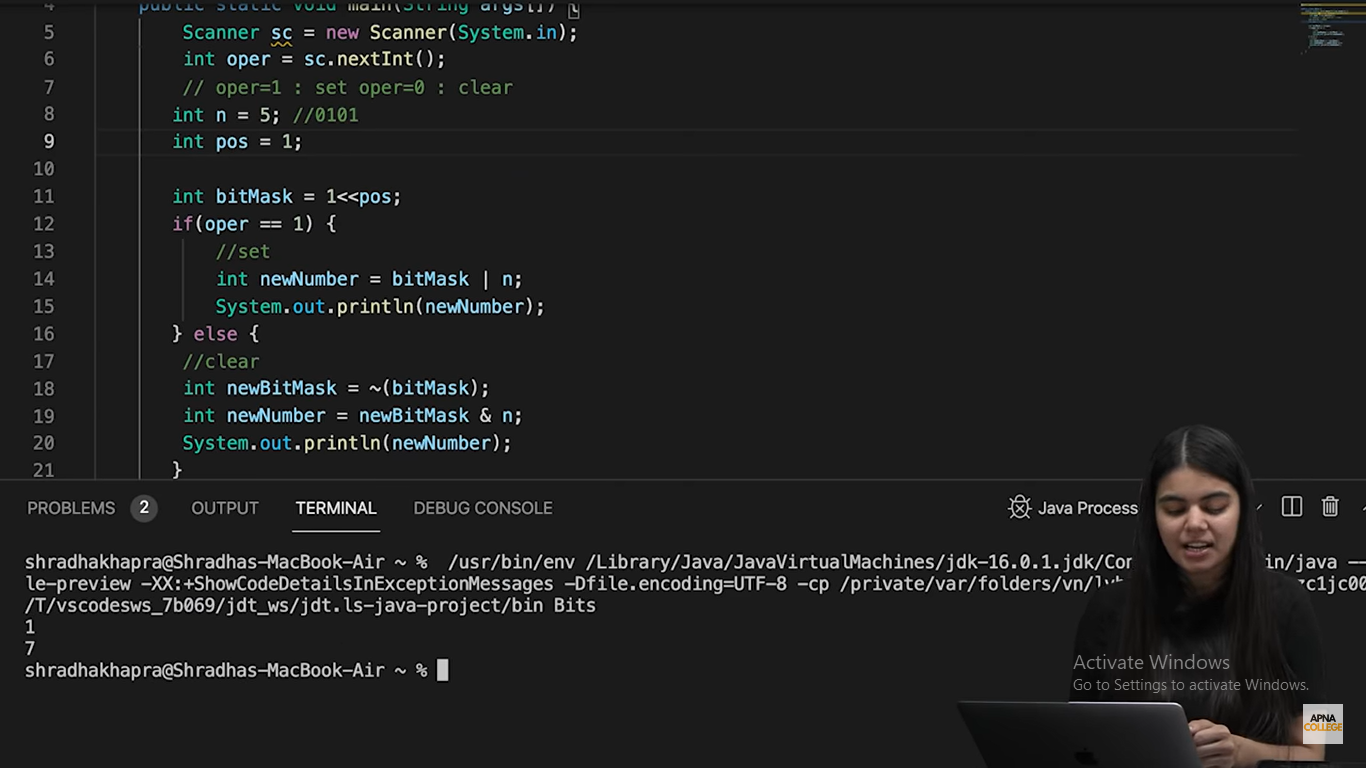 4 public static void main(String args[]) {
5 Scanner sc = new Scanner(System.in);
6 int oper = sc.nextInt();
7 // oper=1 : set oper=0 : clear
8 int n = 5; //0101
9 int pos = 1;
10
11 int bitMask = 1<<pos;
12 if(oper == 1) {
13 //set
14 int newNumber = bitMask | n;
15 System.out.println(newNumber);
16 } else {
17 //clear
18 int newBitMask = ~(bitMask);
19 int newNumber = newBitMask & n;
20 System.out.println(newNumber);
21 }
PROBLEMS 2 OUTPUT TERMINAL DEBUG CONSOLE Java Process
shradhakhapra@Shradhas-MacBook-Air ~ % /usr/bin/env /Library/Java/JavaVirtualMachines/jdk-16.0.1.jdk/Con in/java --
le-preview -XX:+ShowCodeDetailsInExceptionMessages -Dfile.encoding=UTF-8 -cp /private/var/folders/vn/ zc1jc00
/T/vscodesws_7b069/jdt_ws/jdt.ls-java-project/bin Bits
1
7
shradhakhapra@Shradhas-MacBook-Air ~ %
Activate Windows
Go to Settings to activate Windows.
APNA
COLLEGE